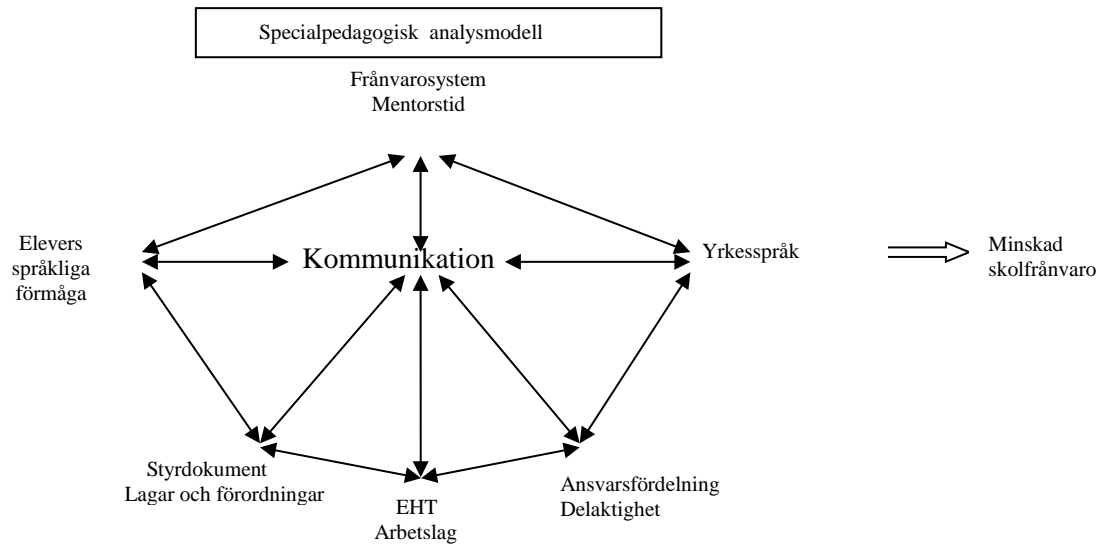 Specialpedagogisk analysmodell
Frånvarosystem
Mentorstid
Elevers
språkliga
förmåga
Kommunikation
Yrkesspråk
Minskad
skolfrånvaro
Styrdokument
Lagar och förordningar
EHT
Arbetslag
Ansvarsfördelning
Delaktighet